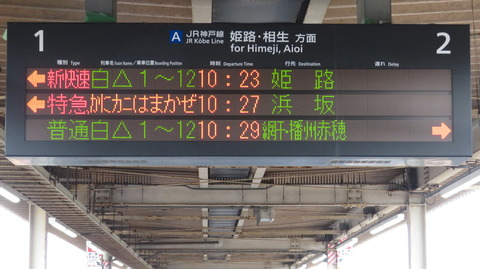 1
A JR神戸線 姫路・相生 方面
JR Kōbe Line for Himeji, Aioi
2
種別 Type 列車名 Train Name / 乗車位置 Boarding Position 時刻 Departure Time 行先 Destination 遅れ Delay
← 新快速 白△1〜12 10:23 姫路
← 特急 かにカニはまかぜ 10:27 浜坂
普通 白△1〜12 10:29 網干・播州赤穂 →